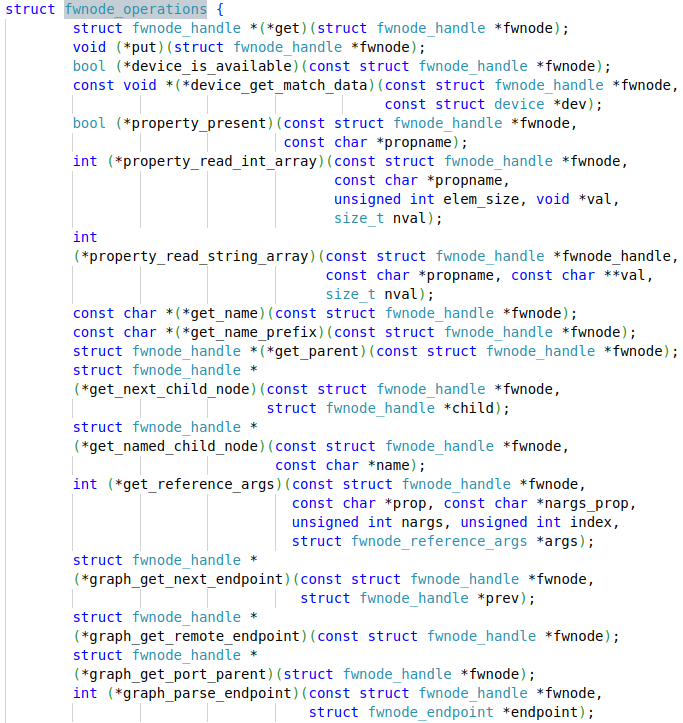 struct fwnode_operations {
struct fwnode_handle *(*get)(struct fwnode_handle *fwnode);
void (*put)(struct fwnode_handle *fwnode);
bool (*device_is_available)(const struct fwnode_handle *fwnode);
const void *(*device_get_match_data)(const struct fwnode_handle *fwnode,
const struct device *dev);
bool (*property_present)(const struct fwnode_handle *fwnode,
const char *propname);
int (*property_read_int_array)(const struct fwnode_handle *fwnode,
const char *propname,
unsigned int elem_size, void *val,
size_t nval);
int
(*property_read_string_array)(const struct fwnode_handle *fwnode_handle,
const char *propname, const char **val,
size_t nval);
const char *(*get_name)(const struct fwnode_handle *fwnode);
const char *(*get_name_prefix)(const struct fwnode_handle *fwnode);
struct fwnode_handle *(*get_parent)(const struct fwnode_handle *fwnode);
struct fwnode_handle *
(*get_next_child_node)(const struct fwnode_handle *fwnode,
struct fwnode_handle *child);
struct fwnode_handle *
(*get_named_child_node)(const struct fwnode_handle *fwnode,
const char *name);
int (*get_reference_args)(const struct fwnode_handle *fwnode,
const char *prop, const char *nargs_prop,
unsigned int nargs, unsigned int index,
struct fwnode_reference_args *args);
struct fwnode_handle *
(*graph_get_next_endpoint)(const struct fwnode_handle *fwnode,
struct fwnode_handle *prev);
struct fwnode_handle *
(*graph_get_remote_endpoint)(const struct fwnode_handle *fwnode);
struct fwnode_handle *
(*graph_get_port_parent)(struct fwnode_handle *fwnode);
int (*graph_parse_endpoint)(const struct fwnode_handle *fwnode,
struct fwnode_endpoint *endpoint);